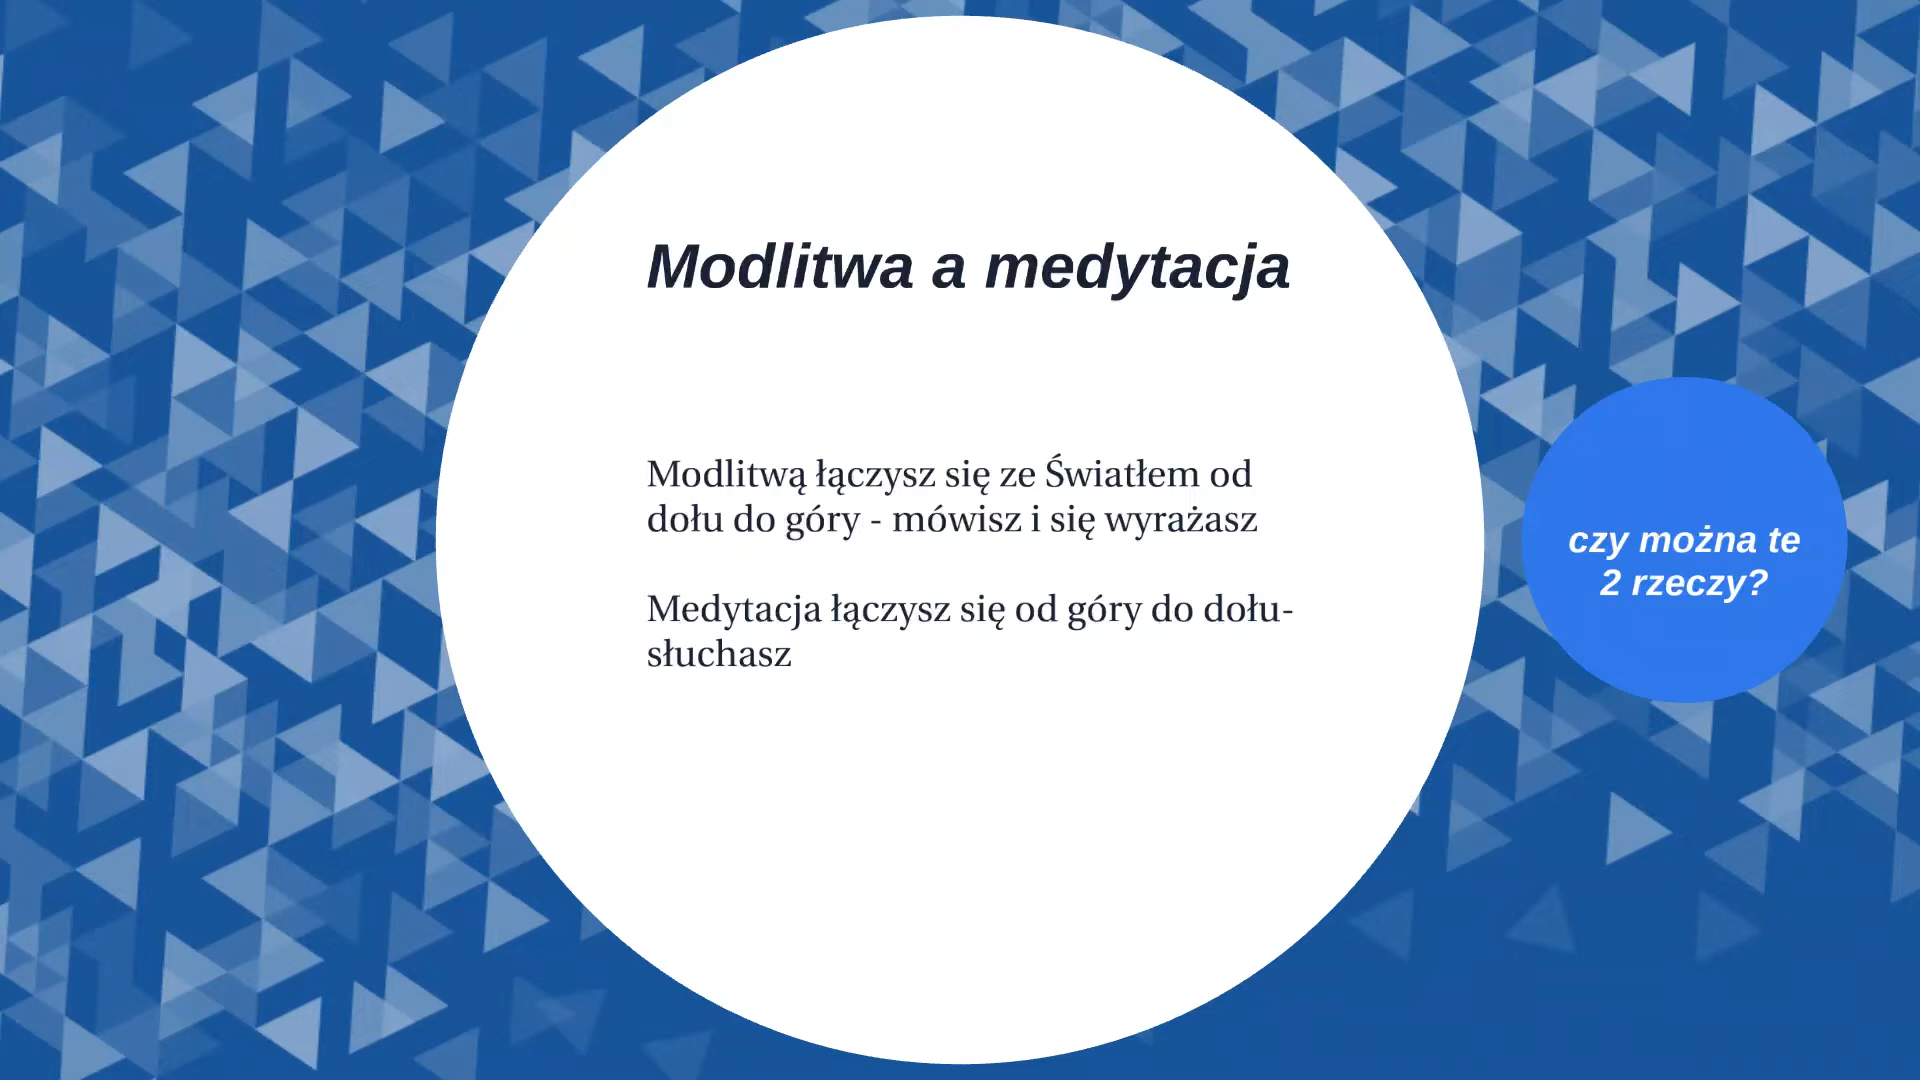 Modlitwa a medytacja
Modlitwą łączysz się ze Światłem od
dołu do góry - mówisz i się wyrażasz
Medytacja łączysz się od góry do dołu-
słuchasz
czy można te
2 rzeczy?